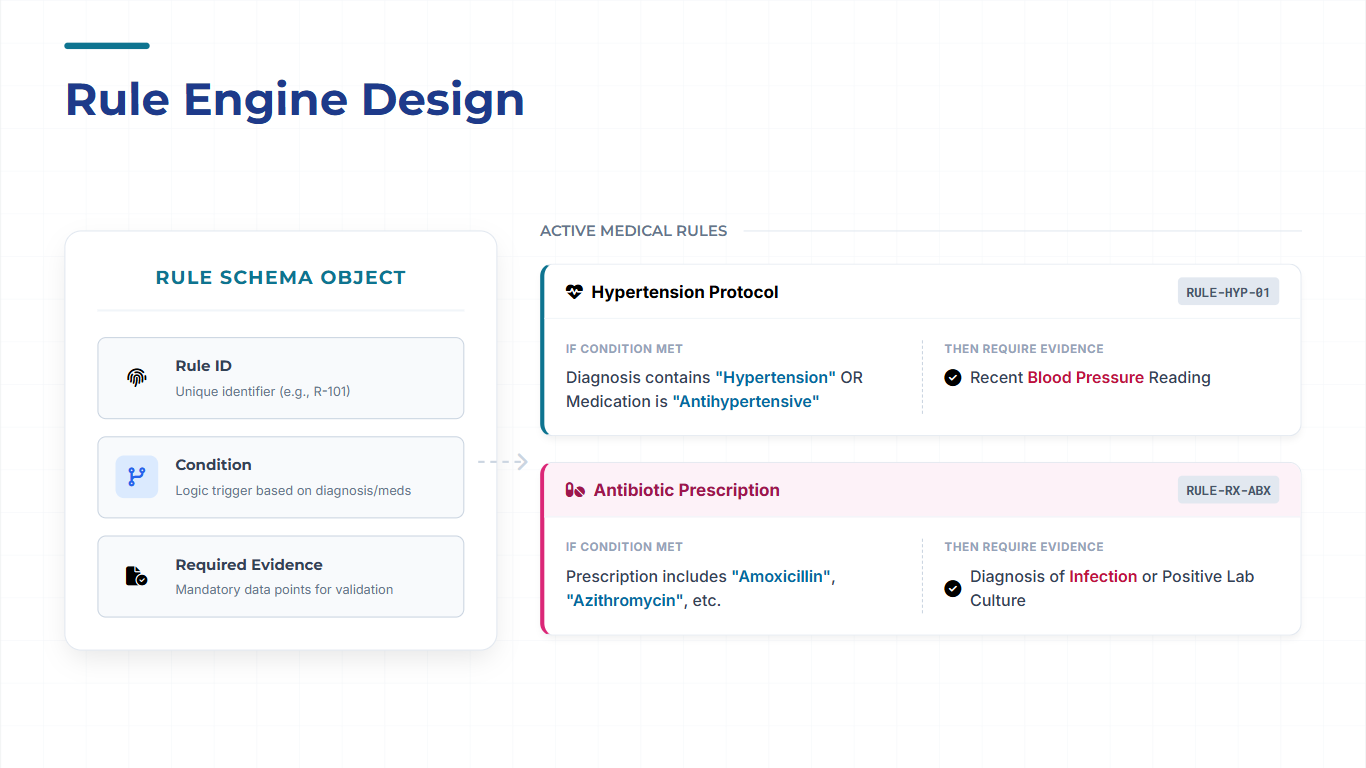 Rule Engine Design
RULE SCHEMA OBJECT
Rule ID
Unique identifier (e.g., R-101)
Condition
Logic trigger based on diagnosis/meds
Required Evidence
Mandatory data points for validation
ACTIVE MEDICAL RULES
Hypertension Protocol
RULE-HYP-01
IF CONDITION MET
Diagnosis contains "Hypertension" OR
Medication is "Antihypertensive"
THEN REQUIRE EVIDENCE
Recent Blood Pressure Reading
Antibiotic Prescription
RULE-RX-ABX
IF CONDITION MET
Prescription includes "Amoxicillin",
"Azithromycin", etc.
THEN REQUIRE EVIDENCE
Diagnosis of Infection or Positive Lab
Culture